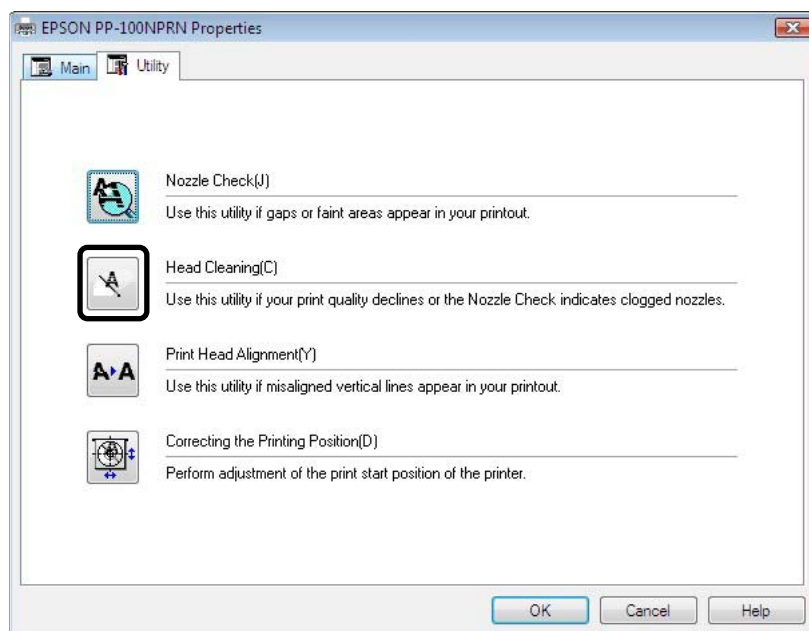 EPSON PP-100NPRN Properties
Main Utility
Nozzle Check(J)
Use this utility if gaps or faint areas appear in your printout.
Head Cleaning(C)
Use this utility if your print quality declines or the Nozzle Check indicates clogged nozzles.
Print Head Alignment(Y)
Use this utility if misaligned vertical lines appear in your printout.
Correcting the Printing Position(D)
Perform adjustment of the print start position of the printer.
OK Cancel Help